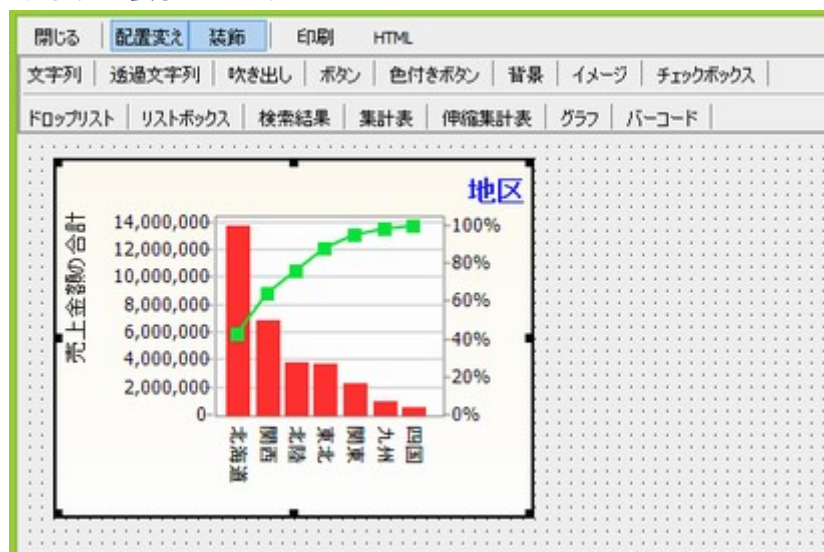 閉じる 配置変え 装飾 印刷 HTML
文字列 透過文字列 吹き出し ボタン 色付きボタン 背景 イメージ チェックボックス
ドロップリスト リストボックス 検索結果 集計表 伸縮集計表 グラフ バーコード
地区
売上金額の合計
14,000,000
12,000,000
10,000,000
8,000,000
6,000,000
4,000,000
2,000,000
0
100%
80%
60%
40%
20%
0%
北海道
関西
北陸
東北
関東
九州
四国